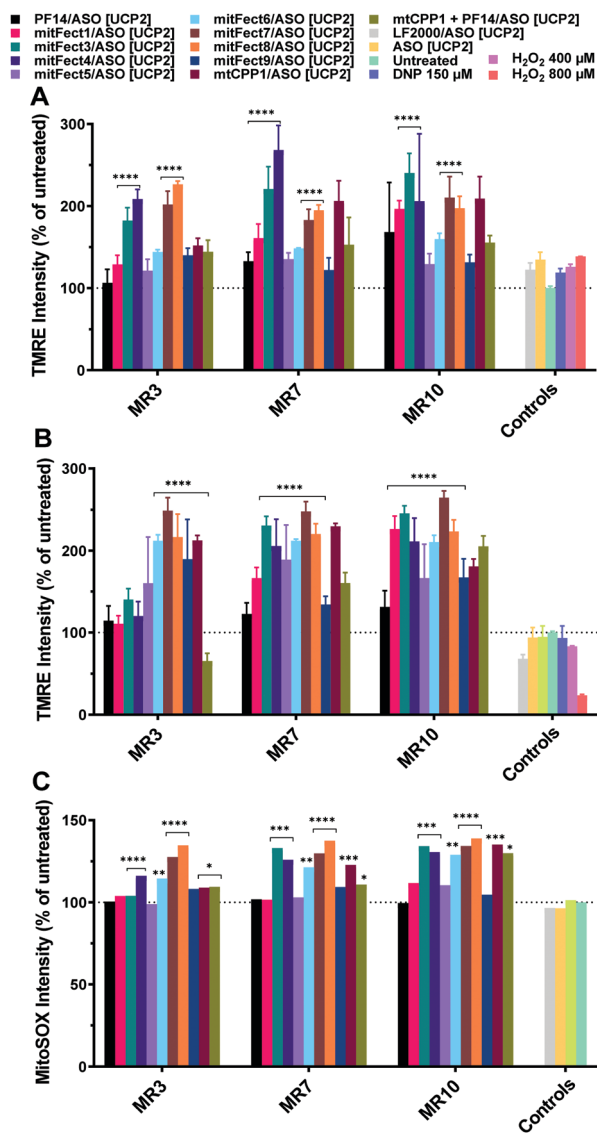 PF14/ASO [UCP2]
mitFect1/ASO [UCP2]
mitFect3/ASO [UCP2]
mitFect4/ASO [UCP2]
mitFect5/ASO [UCP2]
mitFect6/ASO [UCP2]
mitFect7/ASO [UCP2]
mitFect8/ASO [UCP2]
mitFect9/ASO [UCP2]
mtCPP1/ASO [UCP2]
mtCPP1 + PF14/ASO [UCP2]
LF2000/ASO [UCP2]
ASO [UCP2]
Untreated
DNP 150 µM
H₂O₂ 400 µM
H₂O₂ 800 µM
A
TMRE Intensity (% of untreated)
300
200
100
0
**** **** **** **** **** ****
MR3 MR7 MR10 Controls
B
TMRE Intensity (% of untreated)
300
200
100
0
**** **** ****
MR3 MR7 MR10 Controls
C
MitoSOX Intensity (% of untreated)
150
100
50
0
**** ** **** * *** ** **** *** * *** ** **** *** *
MR3 MR7 MR10 Controls